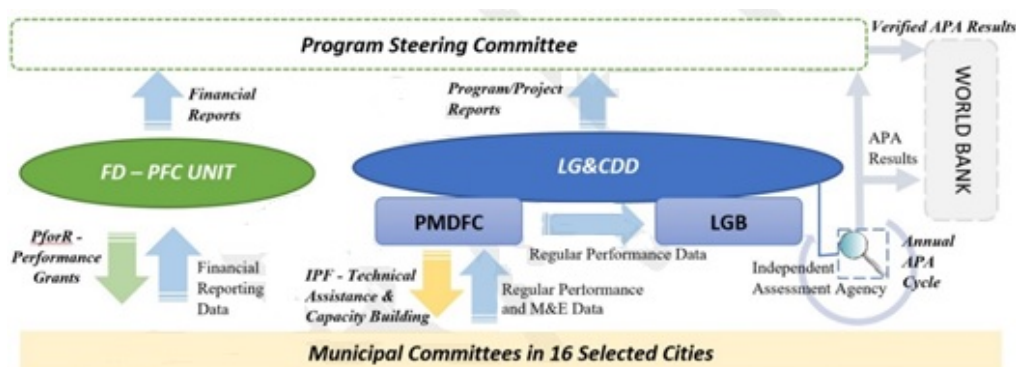 Verified APA Results
Program Steering Committee
Financial
Reports
Program/Project
Reports
WORLD BANK
APA
Results
FD – PFC UNIT
LG&CDD
PMDFC
LGB
PforR -
Performance
Grants
Financial
Reporting
Data
IPF - Technical
Assistance &
Capacity Building
Regular Performance
and M&E Data
Regular Performance Data
Independent
Assessment Agency
Annual
APA
Cycle
Municipal Committees in 16 Selected Cities